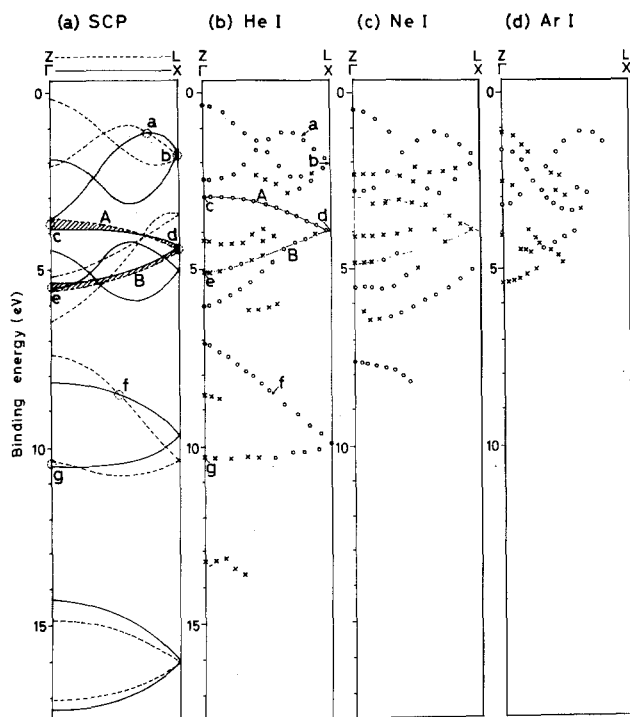 (a) SCP (b) He I (c) Ne I (d) Ar I
Z L Z L Z L Z L
Γ X Γ X Γ X Γ X
Binding energy (eV)
0 0 0 0
a a
b b
A A
c d c d
B B
e e
5 5 5 5
f f
g g
10 10 10 10
15